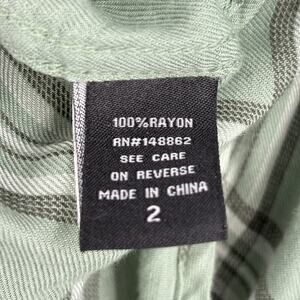 100%RAYON
RN#148862
SEE CARE
ON REVERSE
MADE IN CHINA
2